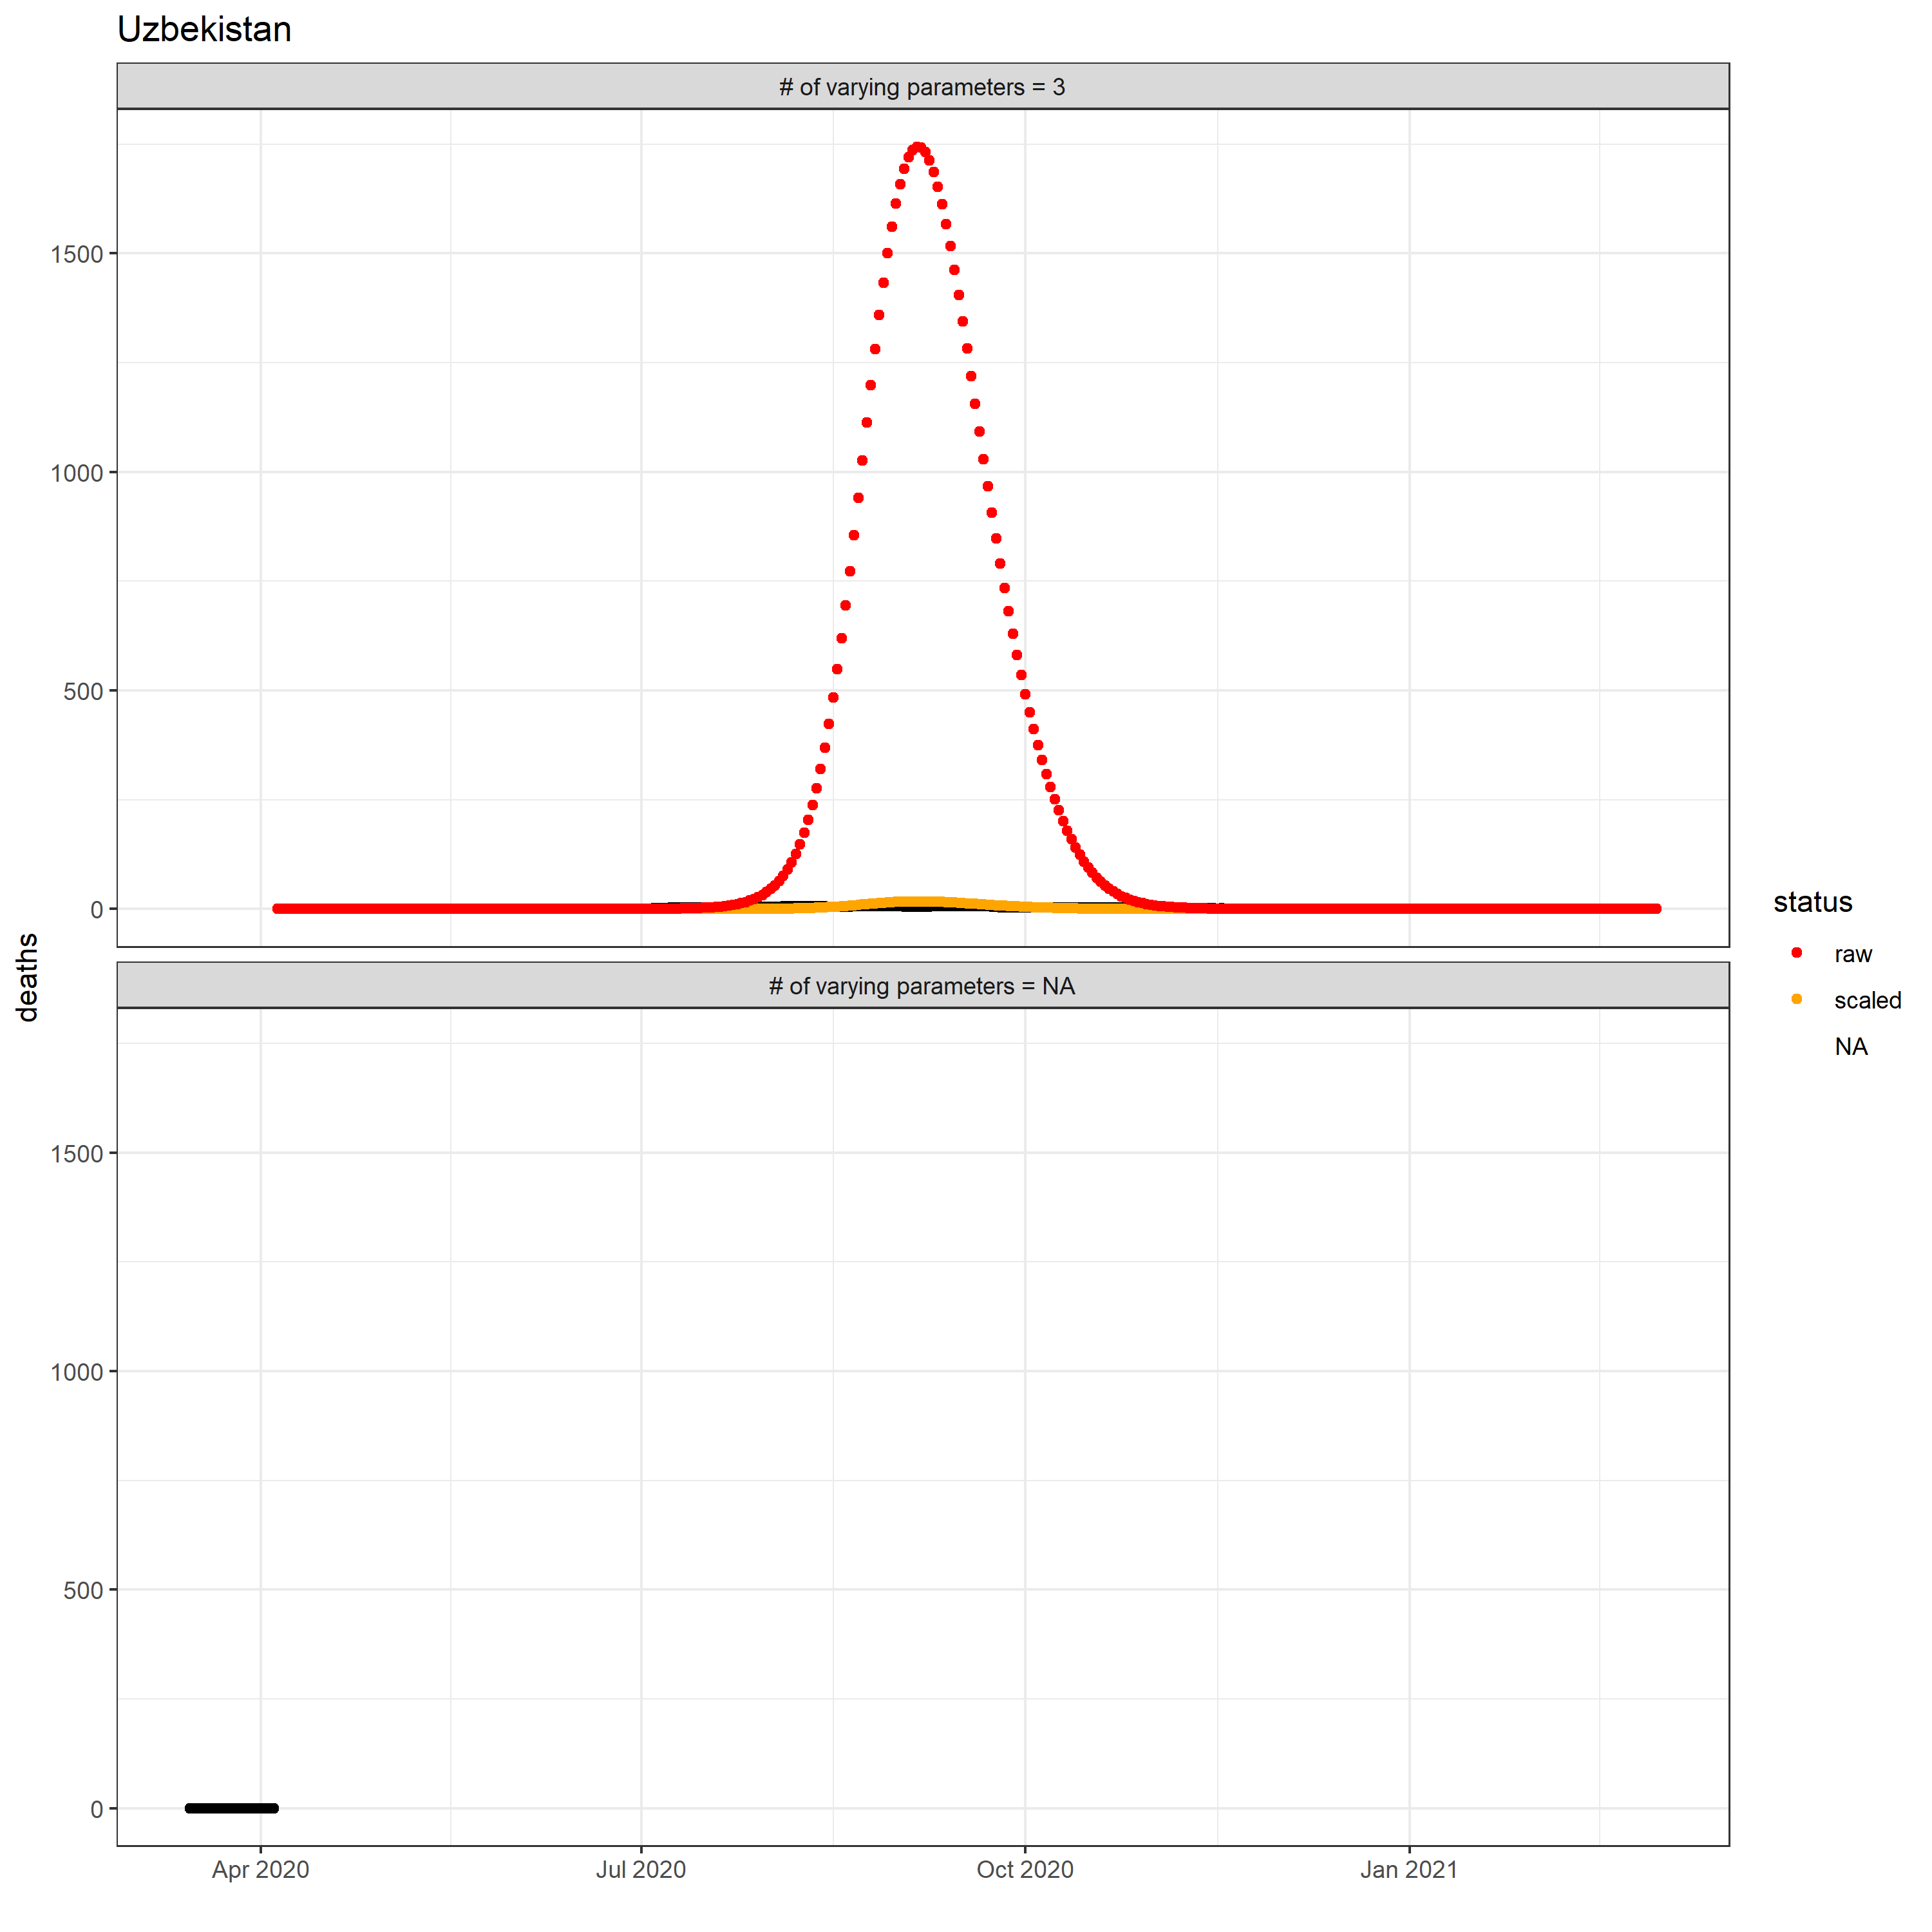 Uzbekistan
# of varying parameters = 3
1500
1000
500
0
deaths
# of varying parameters = NA
1500
1000
500
0
Apr 2020
Jul 2020
Oct 2020
Jan 2021
status
raw
scaled
NA